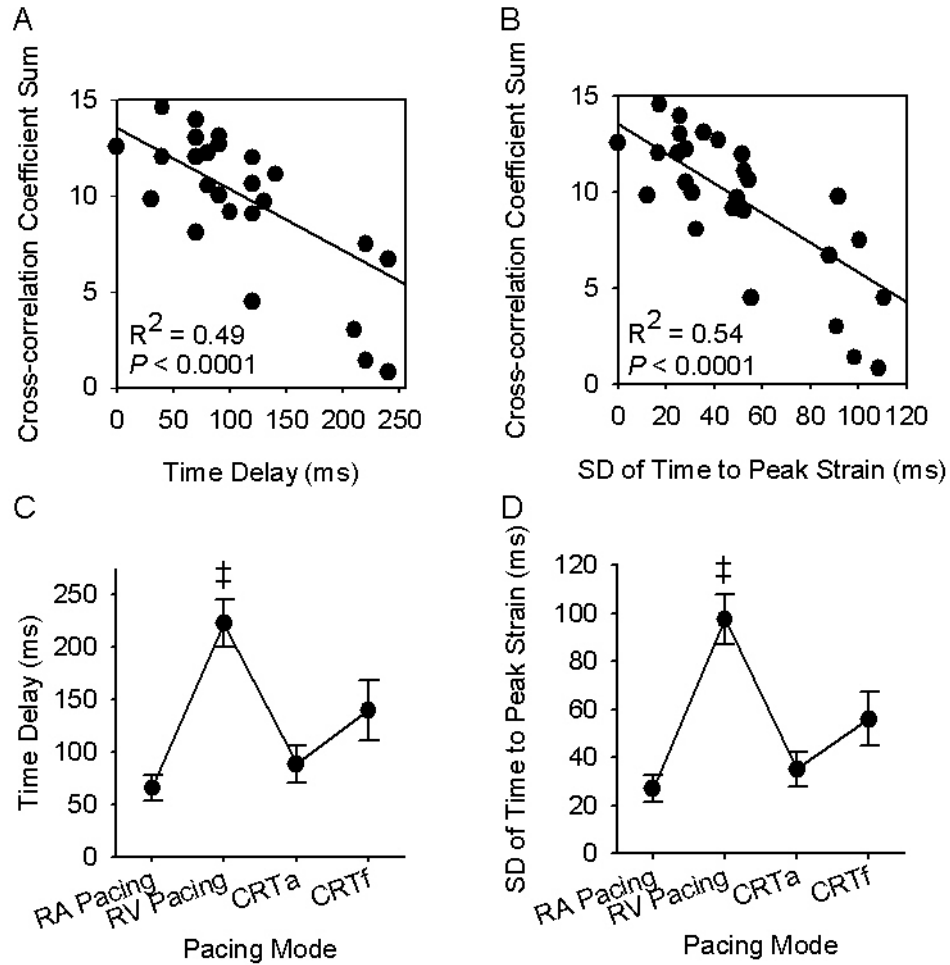 A
Cross-correlation Coefficient Sum
15
10
5
0
R2 = 0.49
P < 0.0001
0 50 100 150 200 250
Time Delay (ms)
B
Cross-correlation Coefficient Sum
15
10
5
0
R2 = 0.54
P < 0.0001
0 20 40 60 80 100 120
SD of Time to Peak Strain (ms)
C
Time Delay (ms)
250
200
150
100
50
0
‡
RA Pacing
RV Pacing
CRTa
CRTf
Pacing Mode
D
SD of Time to Peak Strain (ms)
120
100
80
60
40
20
0
‡
RA Pacing
RV Pacing
CRTa
CRTf
Pacing Mode